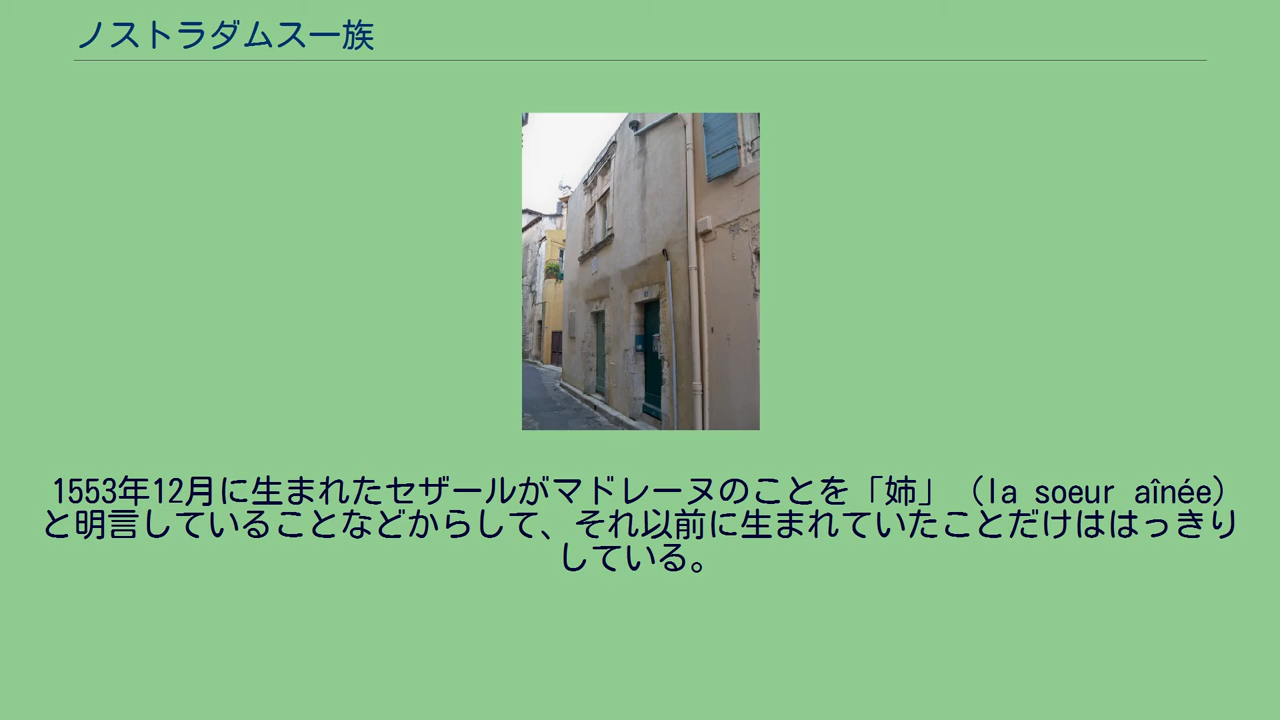 ノストラダムス一族
1553年12月に生まれたセザールがマドレーヌのことを「姉」（la soeur aînée）
と明言していることなどからして、それ以前に生まれていたことだけははっきり
している。